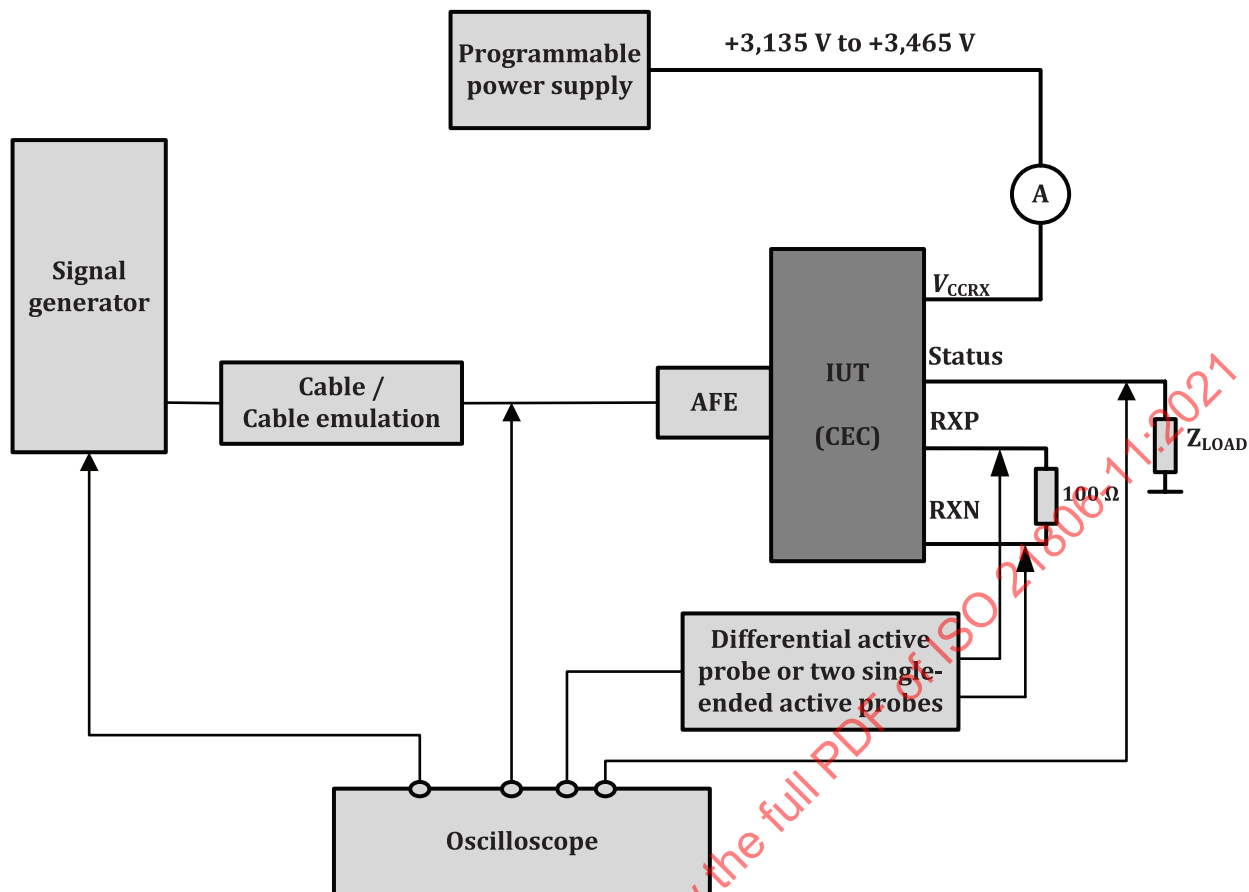 Programmable
power supply
+3,135 V to +3,465 V
A
Signal
generator
VCCRX
Status
Cable /
Cable emulation
AFE
IUT
(CEC)
RXP
ZLOAD
100 Ω
RXN
Differential active
probe or two single-
ended active probes
Oscilloscope
the full PDF of ISO 21806-11:2021